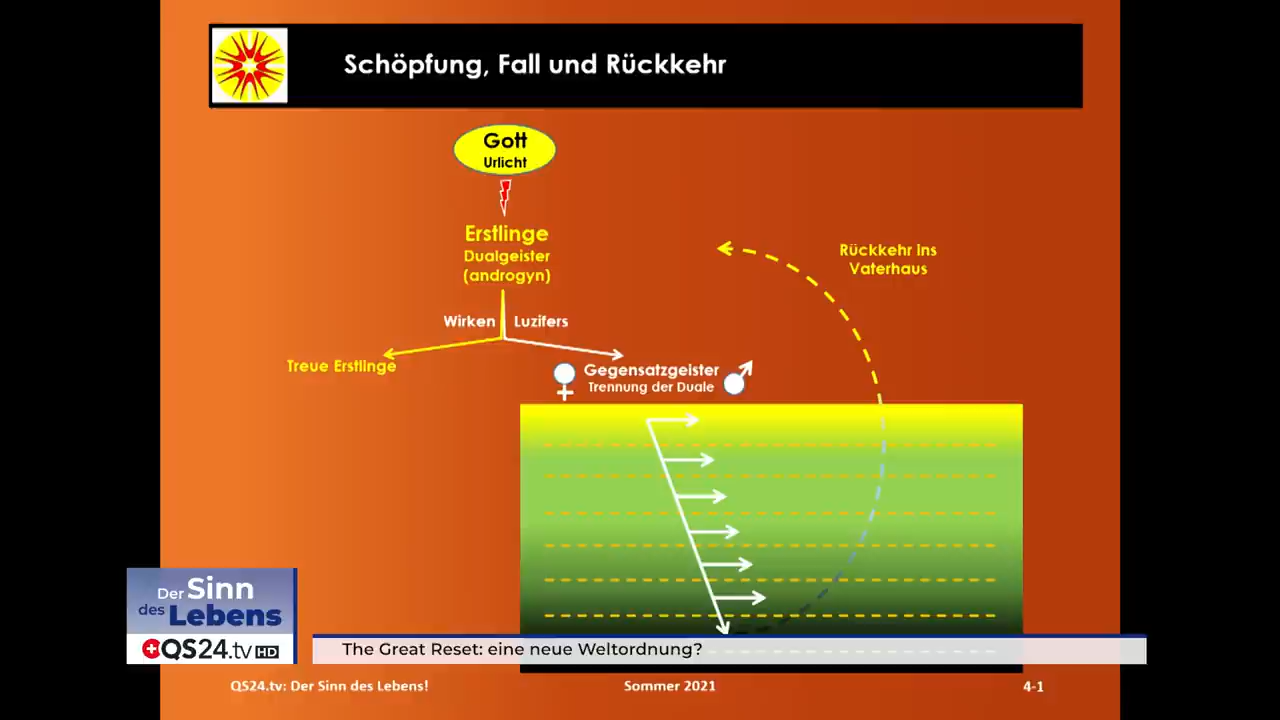 Schöpfung, Fall und Rückkehr
Gott
Urlicht
Erstlinge
Dualgeister
(androgyn)
Rückkehr ins
Vaterhaus
Wirken Luzifers
Treue Erstlinge
Gegensatzgeister
Trennung der Duale
Der Sinn
des Lebens
QS24.tv HD
The Great Reset: eine neue Weltordnung?
QS24.tv: Der Sinn des Lebens!
Sommer 2021
4-1